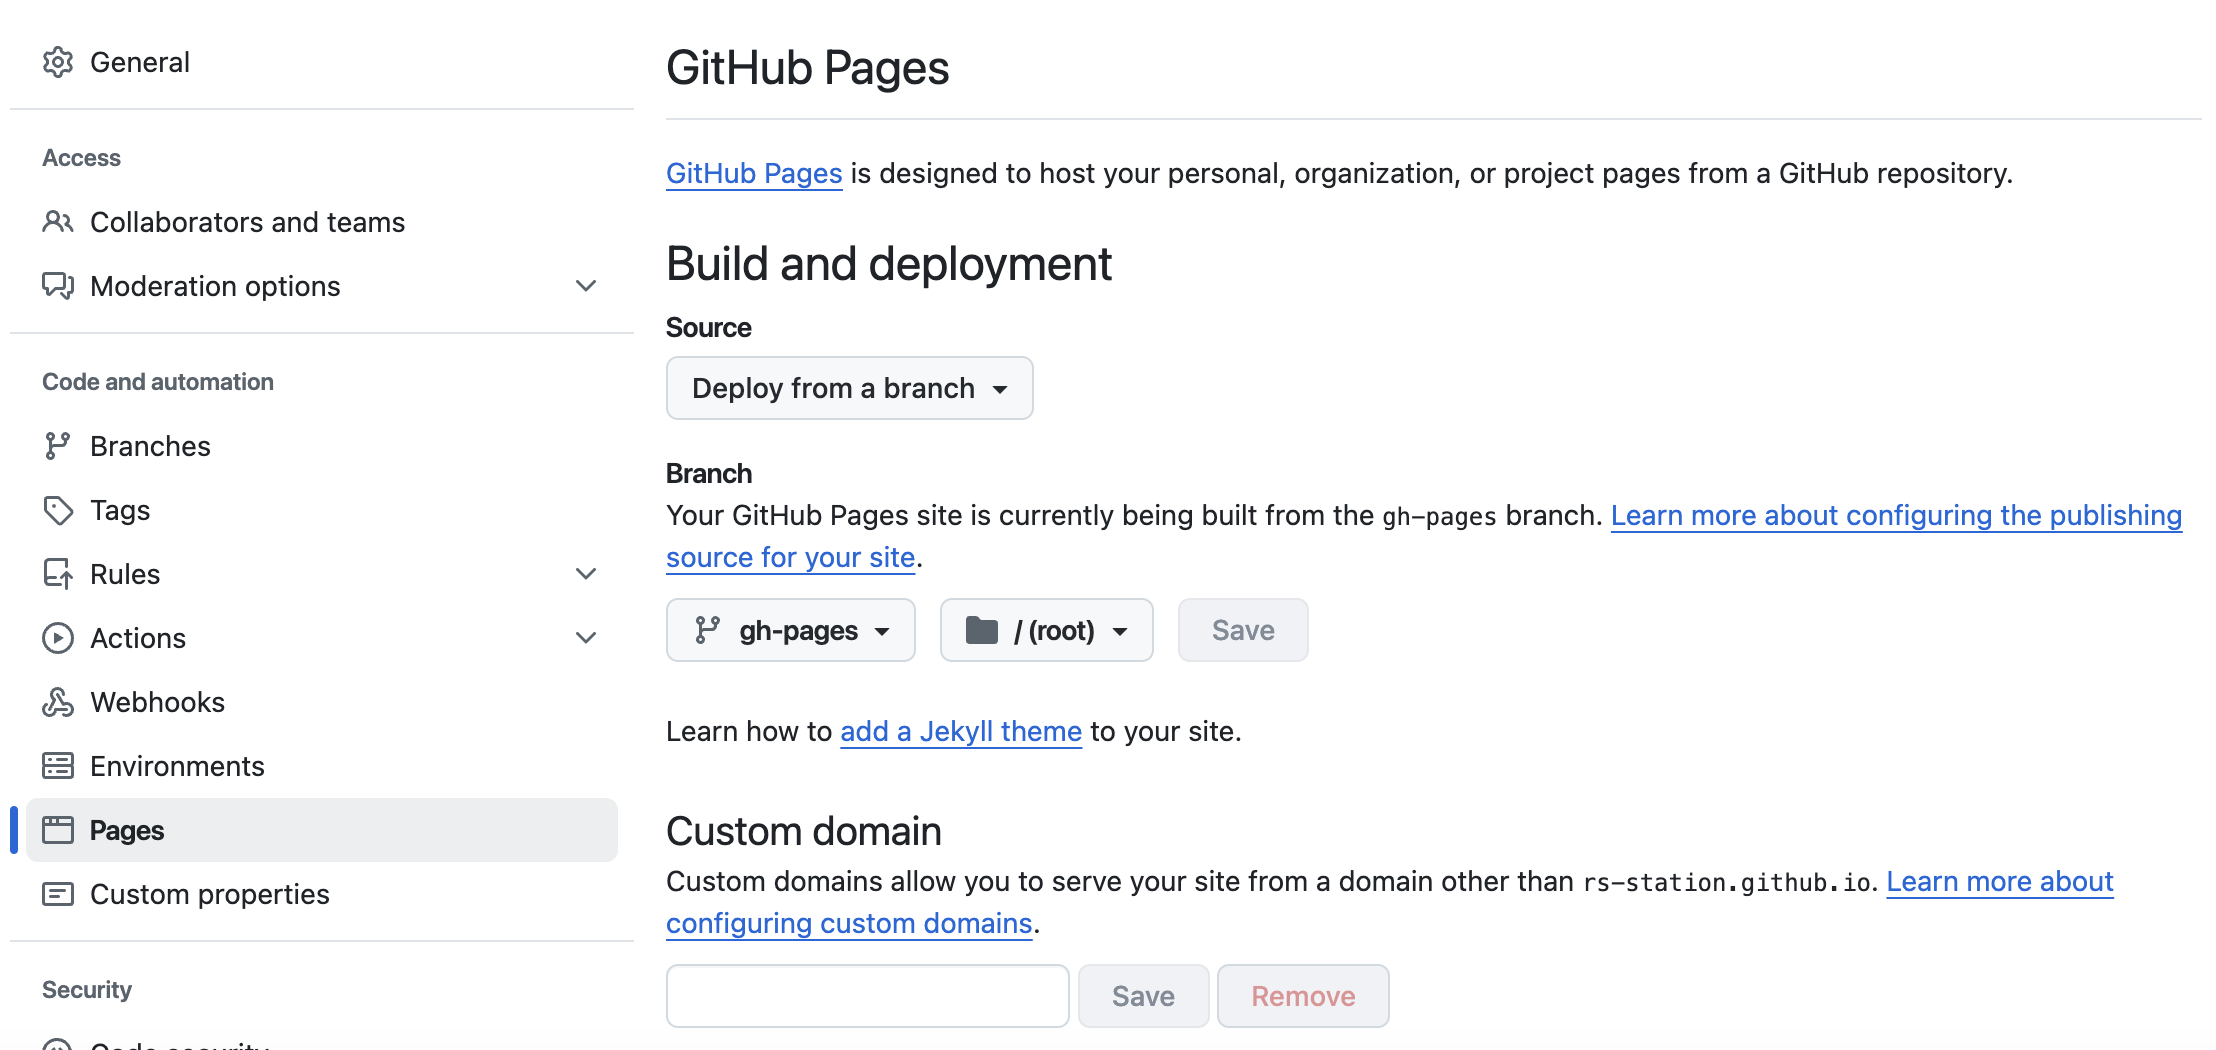 General
Access
Collaborators and teams
Moderation options
Code and automation
Branches
Tags
Rules
Actions
Webhooks
Environments
Pages
Custom properties
Security
Code security
GitHub Pages
GitHub Pages is designed to host your personal, organization, or project pages from a GitHub repository.
Build and deployment
Source
Deploy from a branch
Branch
Your GitHub Pages site is currently being built from the gh-pages branch. Learn more about configuring the publishing
source for your site.
gh-pages / (root) Save
Learn how to add a Jekyll theme to your site.
Custom domain
Custom domains allow you to serve your site from a domain other than rs-station.github.io. Learn more about
configuring custom domains.
Save Remove